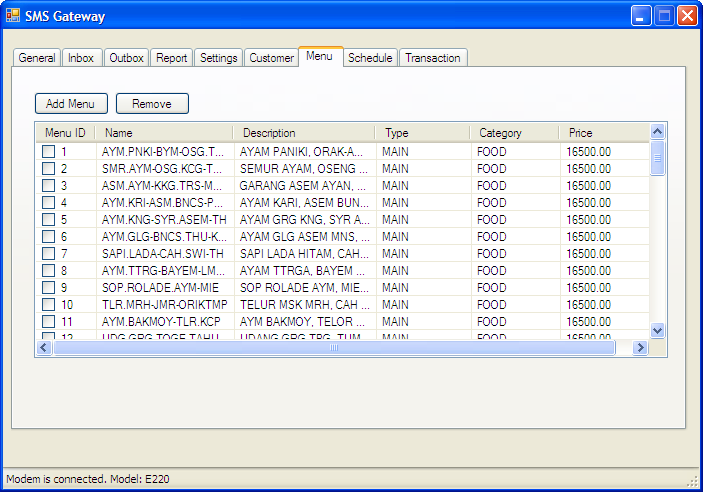 SMS Gateway
General Inbox Outbox Report Settings Customer Menu Schedule Transaction
Add Menu Remove
Menu ID Name Description Type Category Price
1 AYM.PNKI-BYM-OSG.T... AYAM PANIKI, ORAK-A... MAIN FOOD 16500.00
2 SMR.AYM-OSG.KCG-T... SEMUR AYAM, OSENG ... MAIN FOOD 16500.00
3 ASM.AYM-KKG.TRS-M... GARANG ASEM AYAN, ... MAIN FOOD 16500.00
4 AYM.KRI-ASM.BNCS-P... AYAM KARI, ASEM BUN... MAIN FOOD 16500.00
5 AYM.KNG-SYR.ASEM-TH AYAM GRG KNG, SYR A... MAIN FOOD 16500.00
6 AYM.GLG-BNCS.THU-K... AYAM GLG ASEM MNS, ... MAIN FOOD 16500.00
7 SAPI.LADA-CAH.SWI-TH SAPI LADA HITAM, CAH... MAIN FOOD 16500.00
8 AYM.TTRG-BAYEM-LM... AYAM TTRGA, BAYEM ... MAIN FOOD 16500.00
9 SOP.ROLADE.AYM-MIE SOP ROLADE AYM, MIE... MAIN FOOD 16500.00
10 TLR.MRH-JMR-ORIKTMP TELUR MSK MRH, CAH ... MAIN FOOD 16500.00
11 AYM.BAKMOY-TLR.KCP AYM BAKMOY, TELOR ... MAIN FOOD 16500.00
12 UDG.GRG.TOGE.TAHU UDANG GRG TPG, TUM... MAIN FOOD 16500.00
Modem is connected. Model: E220